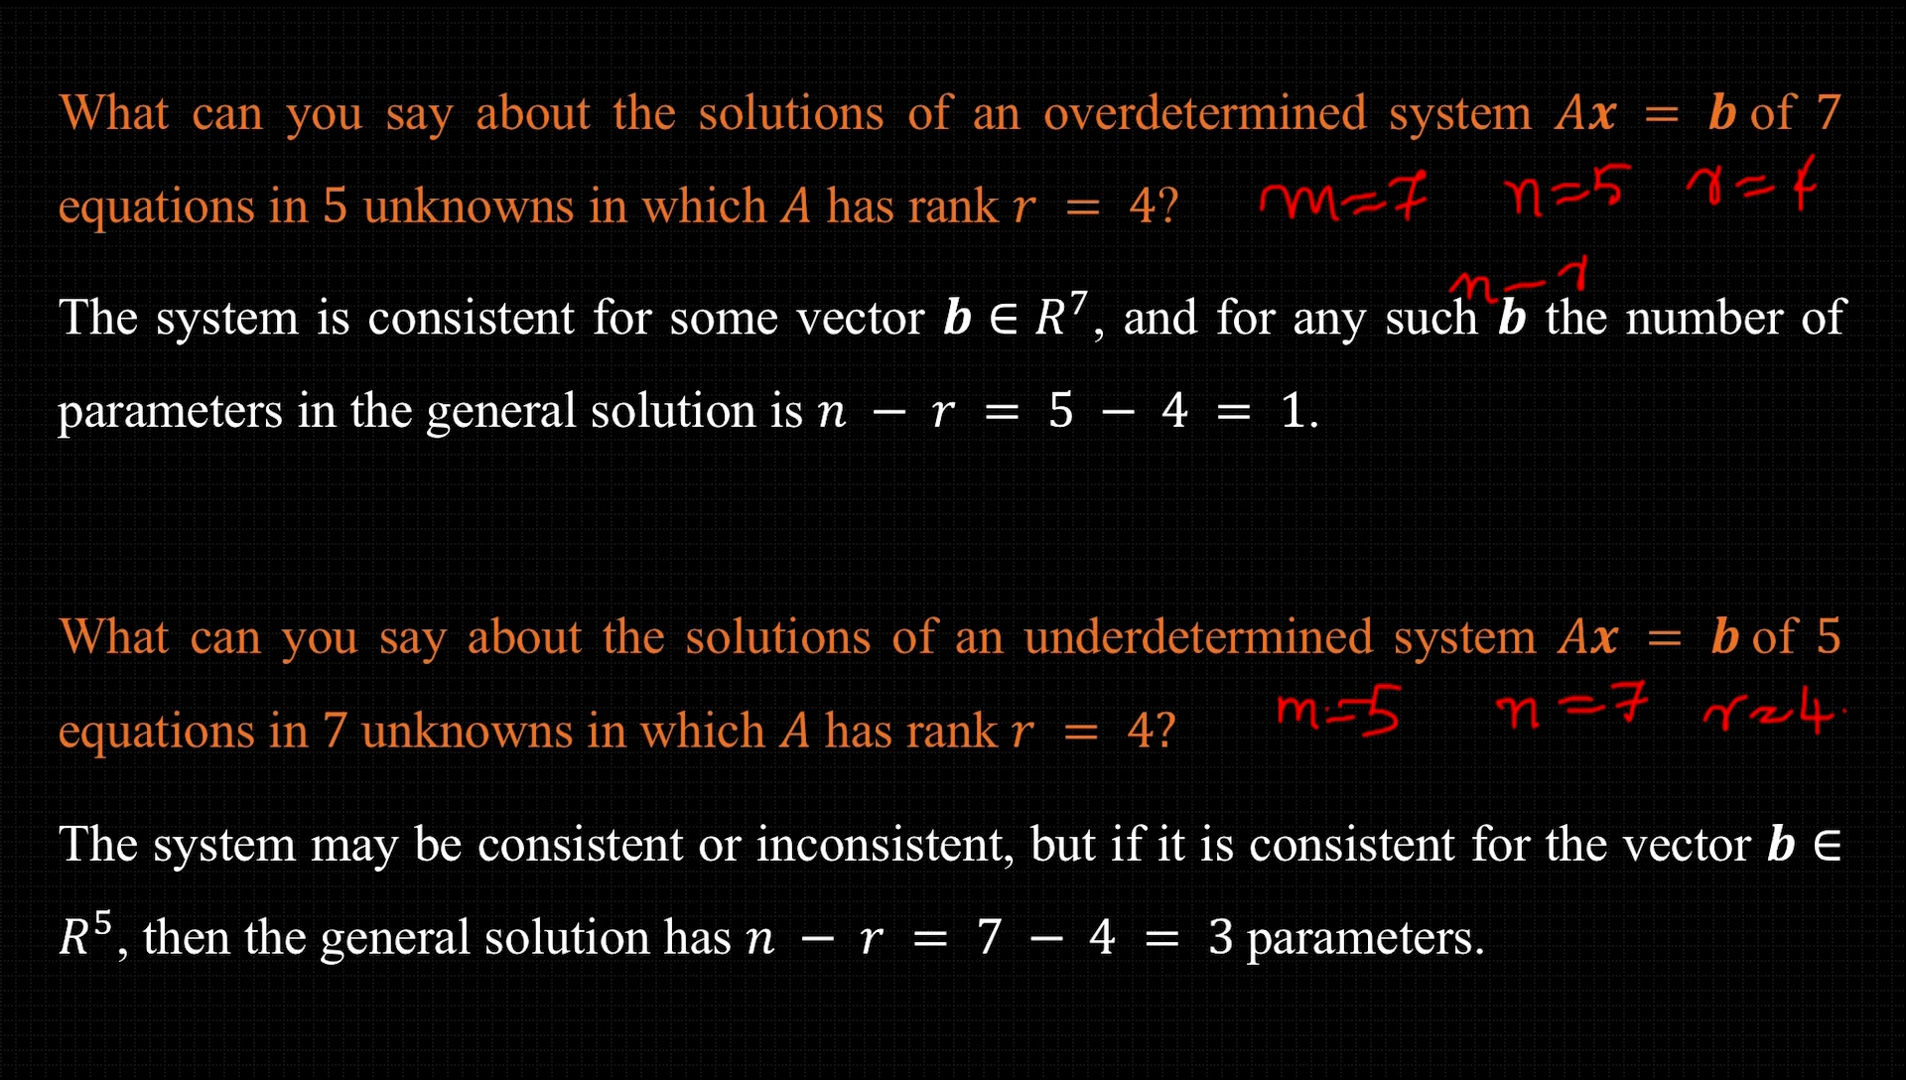 What can you say about the solutions of an overdetermined system Ax = b of 7
equations in 5 unknowns in which A has rank r = 4? m=7 n=5 r=4
n-r
The system is consistent for some vector b ∈ R⁷, and for any such b the number of
parameters in the general solution is n − r = 5 − 4 = 1.
What can you say about the solutions of an underdetermined system Ax = b of 5
equations in 7 unknowns in which A has rank r = 4? m=5 n=7 r=4.
The system may be consistent or inconsistent, but if it is consistent for the vector b ∈
R⁵, then the general solution has n − r = 7 − 4 = 3 parameters.